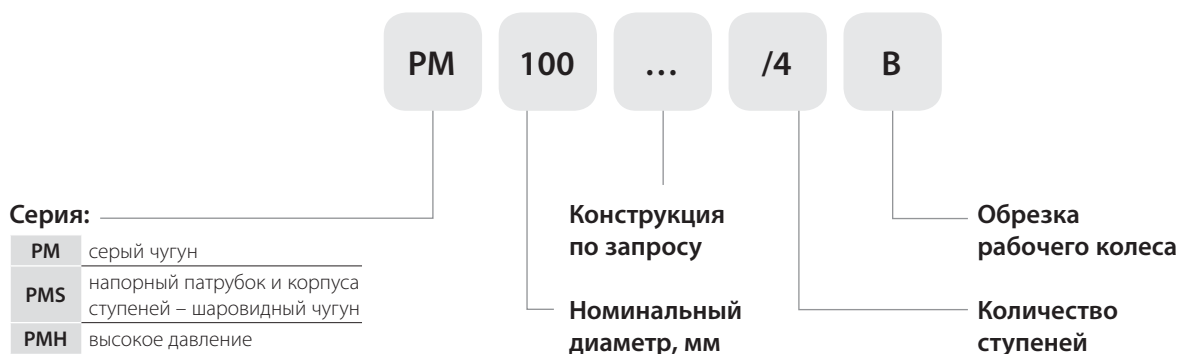 PM 100 ... /4 B
Серия:
PM серый чугун
PMS напорный патрубок и корпуса
ступеней – шаровидный чугун
PMH высокое давление
Конструкция
по запросу
Номинальный
диаметр, мм
Обрезка
рабочего колеса
Количество
ступеней